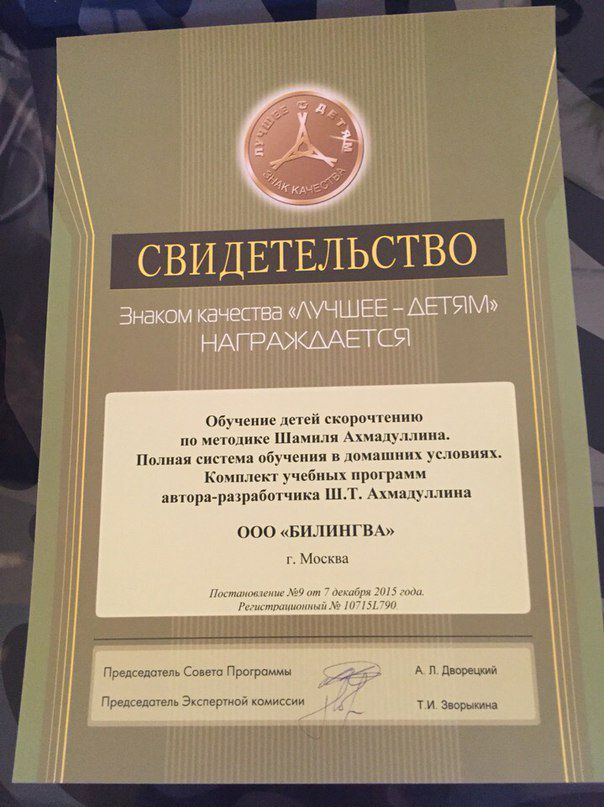 ЛУЧШЕЕ ДЕТЯМ
ЗНАК КАЧЕСТВА
СВИДЕТЕЛЬСТВО
Знаком качества «ЛУЧШЕЕ – ДЕТЯМ»
НАГРАЖДАЕТСЯ
Обучение детей скорочтению
по методике Шамиля Ахмадуллина.
Полная система обучения в домашних условиях.
Комплект учебных программ
автора-разработчика Ш.Т. Ахмадуллина
ООО «БИЛИНГВА»
г. Москва
Постановление №9 от 7 декабря 2015 года.
Регистрационный № 10715L790
Председатель Совета Программы
А. Л. Дворецкий
Председатель Экспертной комиссии
Т.И. Зворыкина